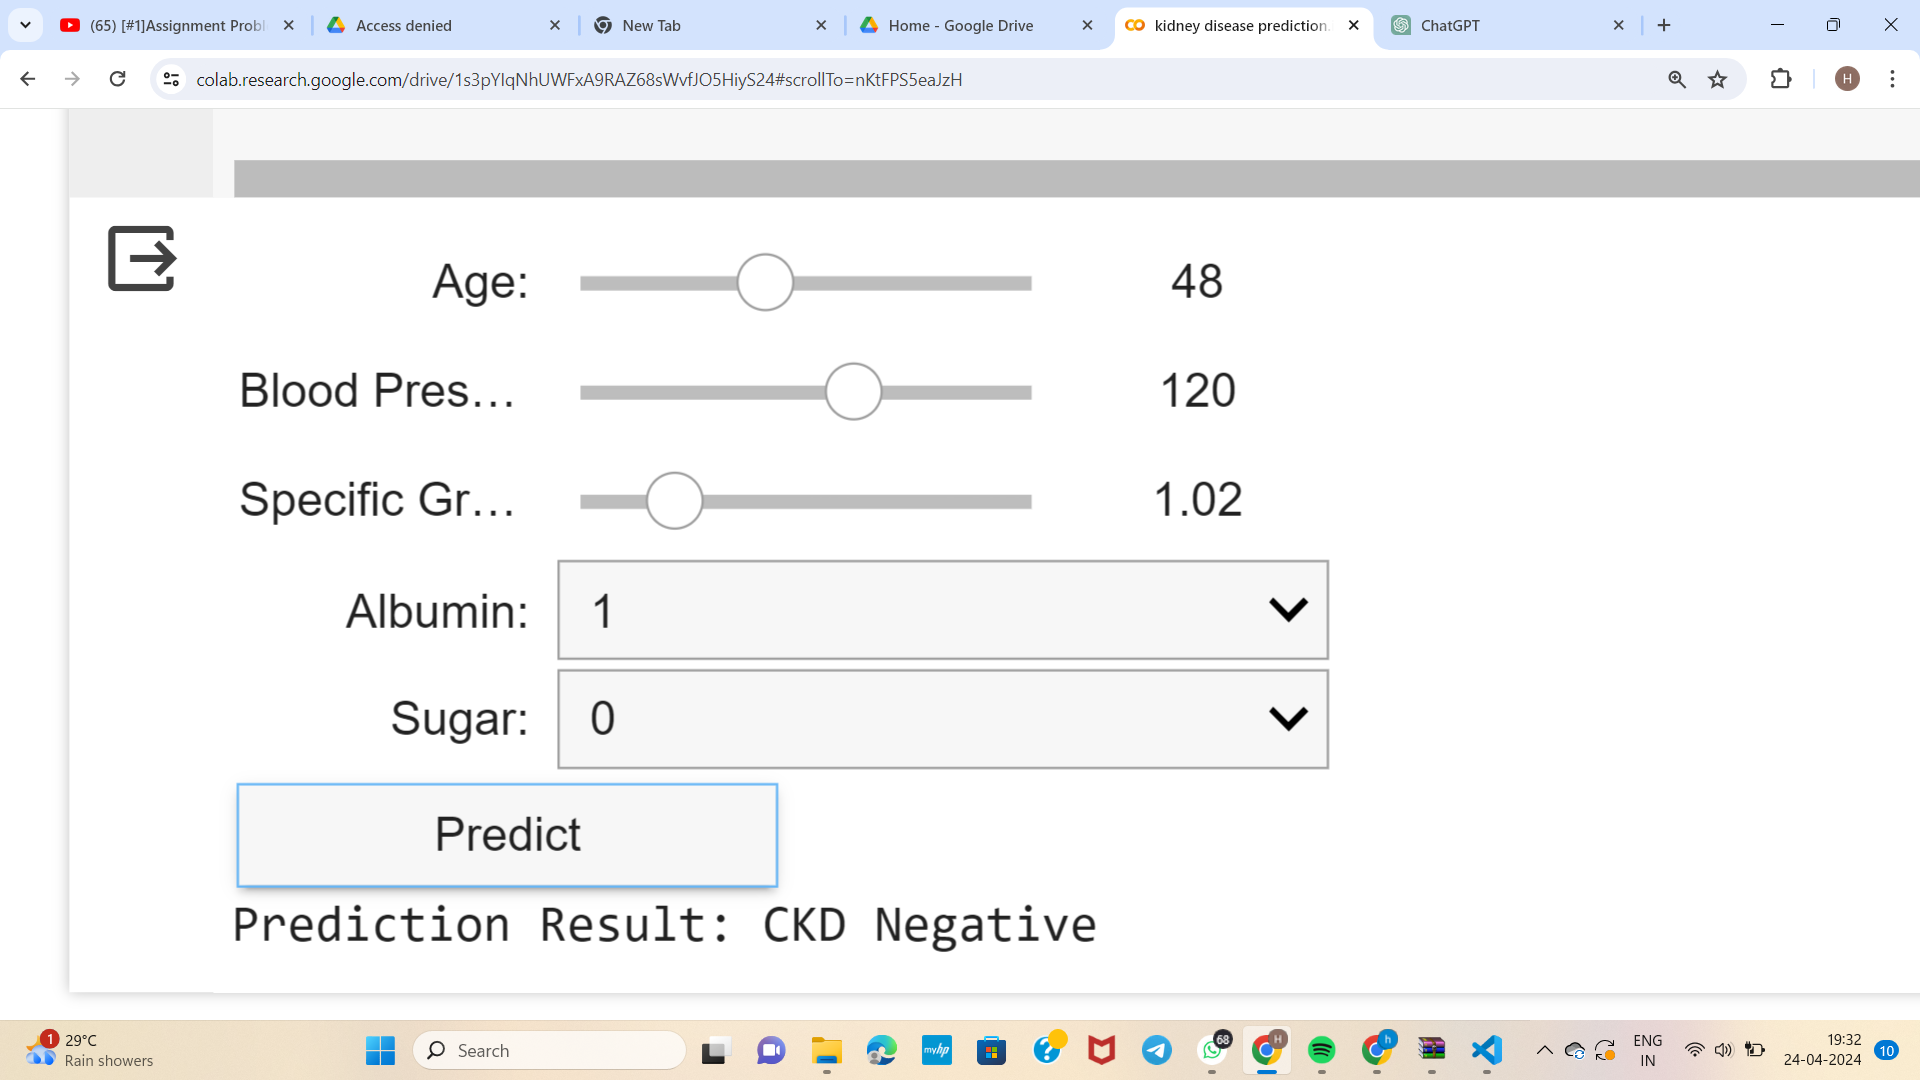 (65) [#1]Assignment Proble
Access denied
New Tab
Home - Google Drive
kidney disease prediction.
ChatGPT
colab.research.google.com/drive/1s3pYIqNhUWFxA9RAZ68sWvfJO5HiyS24#scrollTo=nKtFPS5eaJzH
H
Age: 48
Blood Pres... 120
Specific Gr... 1.02
Albumin: 1
Sugar: 0
Predict
Prediction Result: CKD Negative
1
29°C
Rain showers
Search
myhp
68
H
h
ENG
IN
19:32
24-04-2024
10